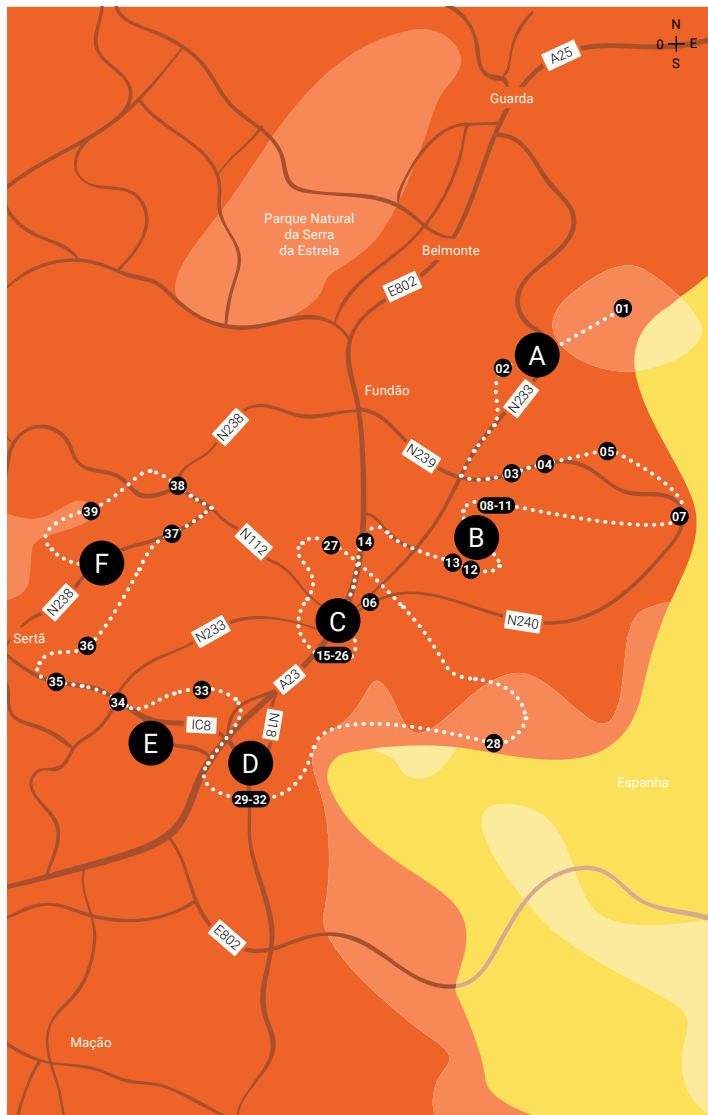 N
0 E
S
A25
Guarda
Parque Natural
da Serra
da Estrela
Belmonte
E802
01
A
02
Fundão
N233
N238
N239
03
04
05
38
39
08-11
07
37
B
N112
27
14
13
12
F
N238
06
C
N240
N233
Sertã
36
15-26
35
A23
33
34
IC8
N18
E
28
D
29-32
Espanha
E802
Mação